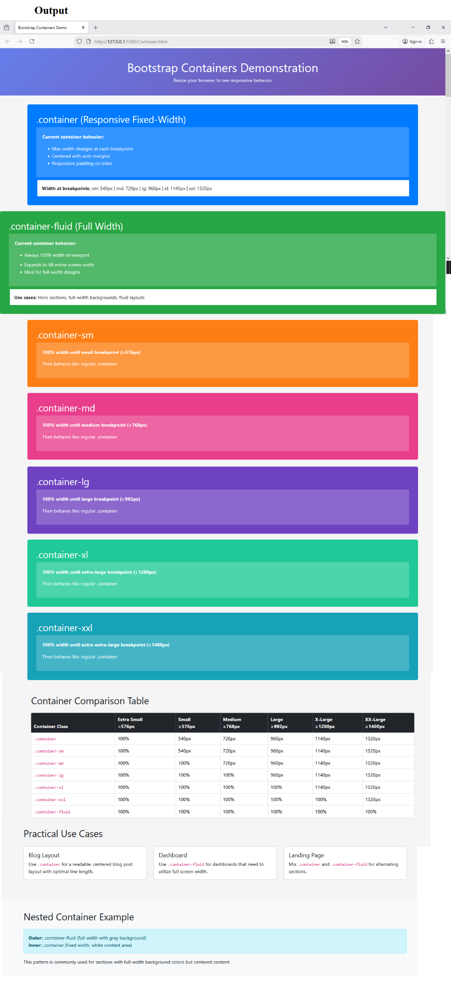 Output
Bootstrap Containers Demo
http://127.0.0.1:5500/Container.html
90%
Sign in
Bootstrap Containers Demonstration
Resize your browser to see responsive behavior
.container (Responsive Fixed-Width)
Current container behavior:
• Max-width changes at each breakpoint
• Centered with auto margins
• Responsive padding on sides
Width at breakpoints: sm: 540px | md: 720px | lg: 960px | xl: 1140px | xxl: 1320px
.container-fluid (Full Width)
Current container behavior:
• Always 100% width of viewport
• Expands to fill entire screen width
• Ideal for full-width designs
Use cases: Hero sections, full-width backgrounds, fluid layouts
.container-sm
100% width until small breakpoint (≥576px)
Then behaves like regular .container
.container-md
100% width until medium breakpoint (≥768px)
Then behaves like regular .container
.container-lg
100% width until large breakpoint (≥992px)
Then behaves like regular .container
.container-xl
100% width until extra-large breakpoint (≥1200px)
Then behaves like regular .container
.container-xxl
100% width until extra-extra-large breakpoint (≥1400px)
Then behaves like regular .container
Container Comparison Table
Container Class | Extra Small <576px | Small ≥576px | Medium ≥768px | Large ≥992px | X-Large ≥1200px | XX-Large ≥1400px
.container | 100% | 540px | 720px | 960px | 1140px | 1320px
.container-sm | 100% | 540px | 720px | 960px | 1140px | 1320px
.container-md | 100% | 100% | 720px | 960px | 1140px | 1320px
.container-lg | 100% | 100% | 100% | 960px | 1140px | 1320px
.container-xl | 100% | 100% | 100% | 100% | 1140px | 1320px
.container-xxl | 100% | 100% | 100% | 100% | 100% | 1320px
.container-fluid | 100% | 100% | 100% | 100% | 100% | 100%
Practical Use Cases
Blog Layout
Use .container for a readable, centered blog post
layout with optimal line length.
Dashboard
Use .container-fluid for dashboards that need to
utilize full screen width.
Landing Page
Mix .container and .container-fluid for alternating
sections.
Nested Container Example
Outer: .container-fluid (full width with gray background)
Inner: .container (fixed width, white content area)
This pattern is commonly used for sections with full-width background colors but centered content.